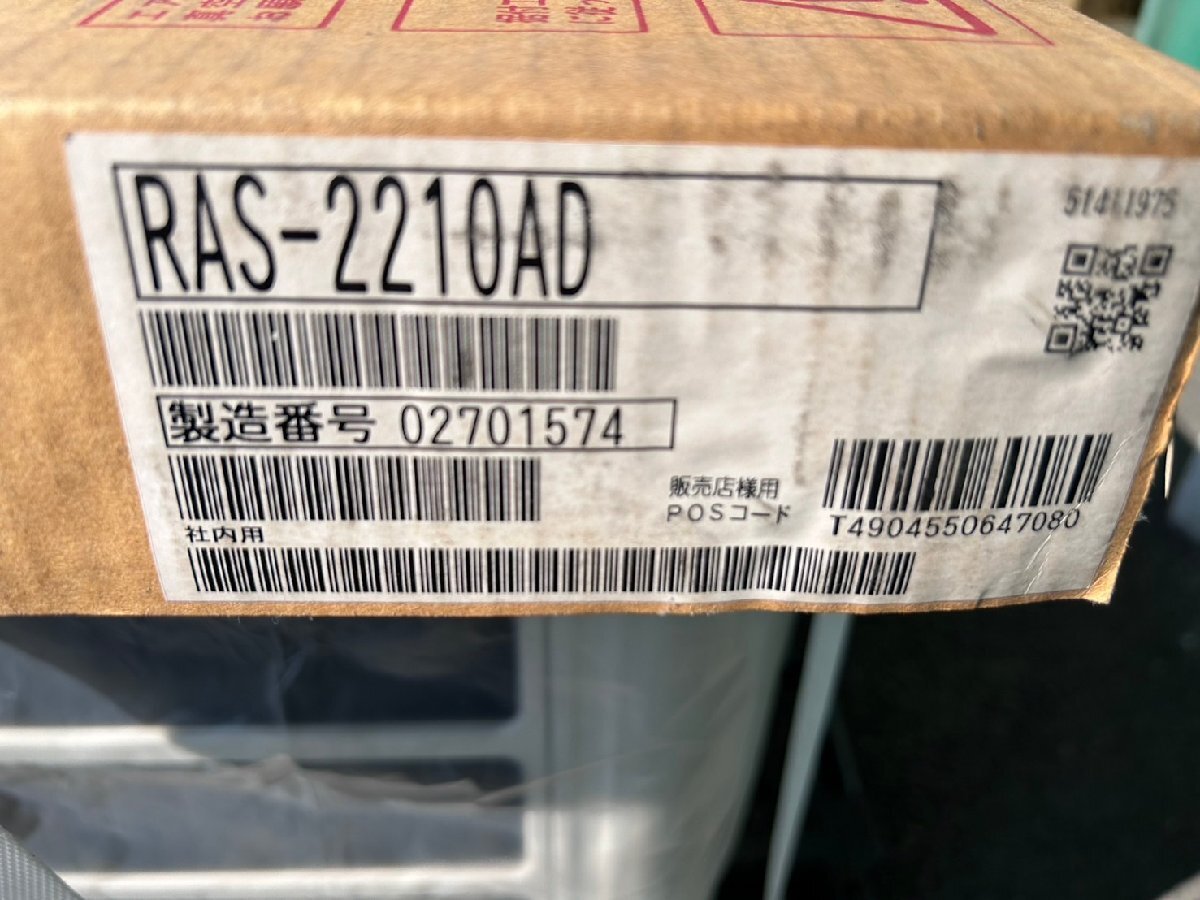 RAS-2210AD
51411975
製造番号 02701574
販売店様用
POSコード
T4904550647080
社内用